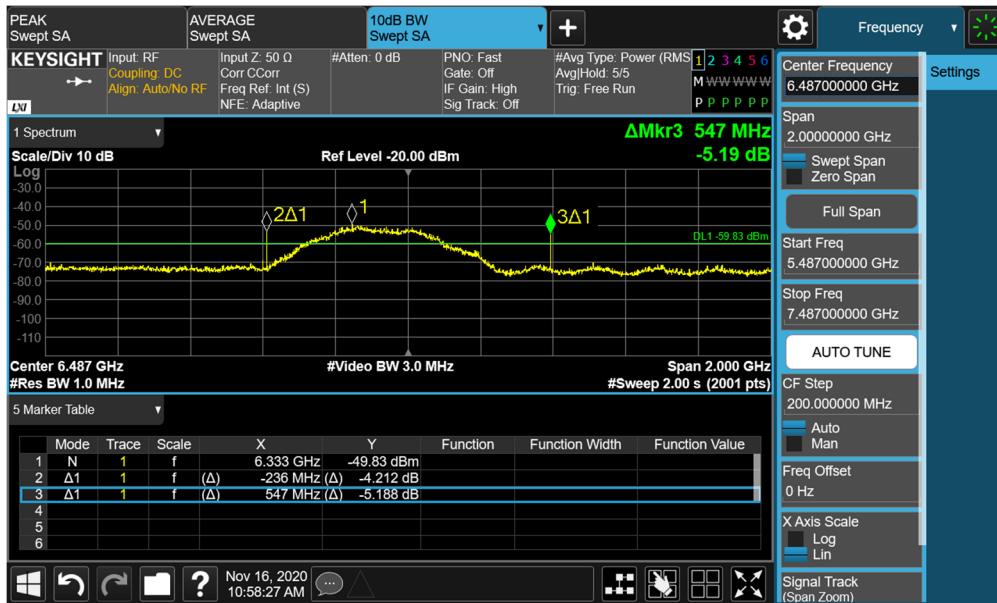 PEAK
Swept SA
AVERAGE
Swept SA
10dB BW
Swept SA
Frequency
KEYSIGHT
LXI
Input: RF
Coupling: DC
Align: Auto/No RF
Input Z: 50 Ω
Corr CCorr
Freq Ref: Int (S)
NFE: Adaptive
#Atten: 0 dB
PNO: Fast
Gate: Off
IF Gain: High
Sig Track: Off
#Avg Type: Power (RMS
Avg|Hold: 5/5
Trig: Free Run
1 2 3 4 5 6
M W W W W W
P P P P P P
1 Spectrum
ΔMkr3 547 MHz
-5.19 dB
Scale/Div 10 dB
Ref Level -20.00 dBm
Log
-30.0
-40.0
-50.0
-60.0
-70.0
-80.0
-90.0
-100
-110
2Δ1
1
3Δ1
DL1 -59.83 dBm
Center 6.487 GHz
#Video BW 3.0 MHz
Span 2.000 GHz
#Res BW 1.0 MHz
#Sweep 2.00 s (2001 pts)
5 Marker Table
Mode Trace Scale X Y Function Function Width Function Value
1 N 1 f 6.333 GHz -49.83 dBm
2 Δ1 1 f (Δ) -236 MHz (Δ) -4.212 dB
3 Δ1 1 f (Δ) 547 MHz (Δ) -5.188 dB
4
5
6
Nov 16, 2020
10:58:27 AM
Center Frequency
6.487000000 GHz
Settings
Span
2.00000000 GHz
Swept Span
Zero Span
Full Span
Start Freq
5.487000000 GHz
Stop Freq
7.487000000 GHz
AUTO TUNE
CF Step
200.000000 MHz
Auto
Man
Freq Offset
0 Hz
X Axis Scale
Log
Lin
Signal Track
(Span Zoom)